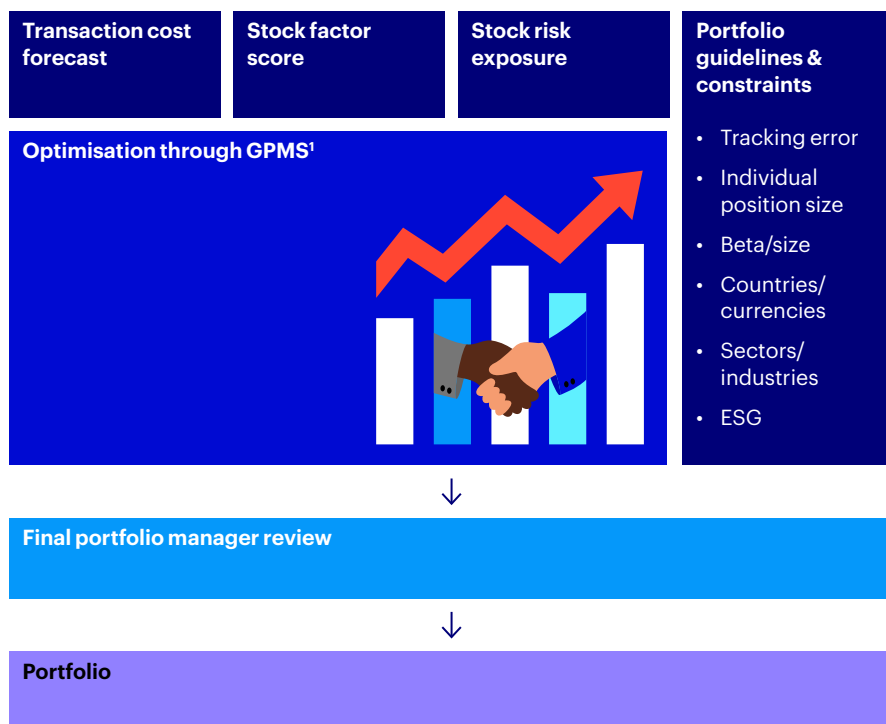 Transaction cost
forecast
Stock factor
score
Stock risk
exposure
Portfolio
guidelines &
constraints
• Tracking error
• Individual
position size
• Beta/size
• Countries/
currencies
• Sectors/
industries
• ESG
Optimisation through GPMS¹
Final portfolio manager review
Portfolio